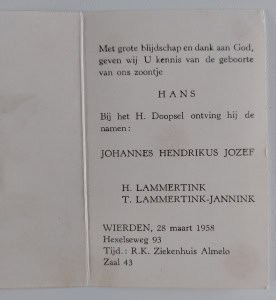 Met grote blijdschap en dank aan God,
geven wij U kennis van de geboorte
van ons zoontje
HANS
Bij het H. Doopsel ontving hij de
namen:
JOHANNES HENDRIKUS JOZEF
H. LAMMERTINK
T. LAMMERTINK-JANNINK
WIERDEN, 28 maart 1958
Hexelseweg 93
Tijd.: R.K. Ziekenhuis Almelo
Zaal 43